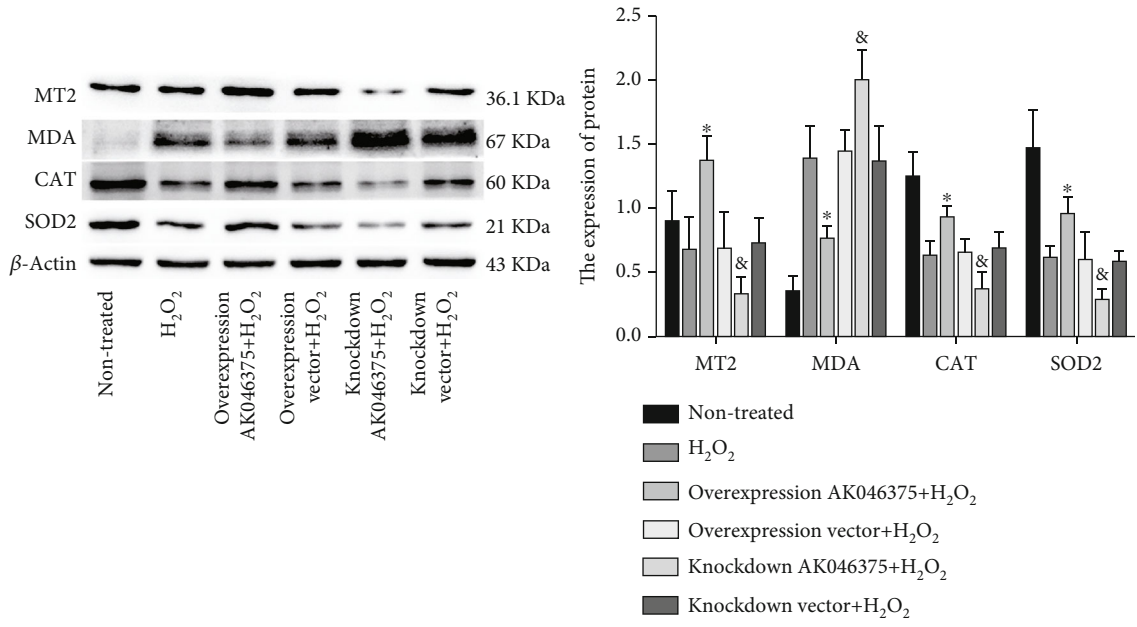 MT2
36.1 KDa
MDA
67 KDa
CAT
60 KDa
SOD2
21 KDa
β-Actin
43 KDa
Non-treated
H₂O₂
Overexpression
AK046375+H₂O₂
Overexpression
vector+H₂O₂
Knockdown
AK046375+H₂O₂
Knockdown
vector+H₂O₂
The expression of protein
2.5
2.0
1.5
1.0
0.5
0.0
*
&
*
&
*
&
*
&
MT2
MDA
CAT
SOD2
Non-treated
H₂O₂
Overexpression AK046375+H₂O₂
Overexpression vector+H₂O₂
Knockdown AK046375+H₂O₂
Knockdown vector+H₂O₂